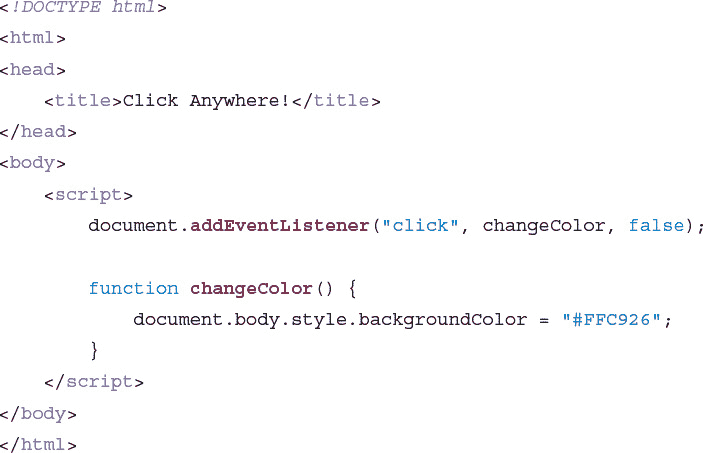 <!DOCTYPE html>
<html>
<head>
    <title>Click Anywhere!</title>
</head>
<body>
    <script>
        document.addEventListener("click", changeColor, false);

        function changeColor() {
            document.body.style.backgroundColor = "#FFC926";
        }
    </script>
</body>
</html>